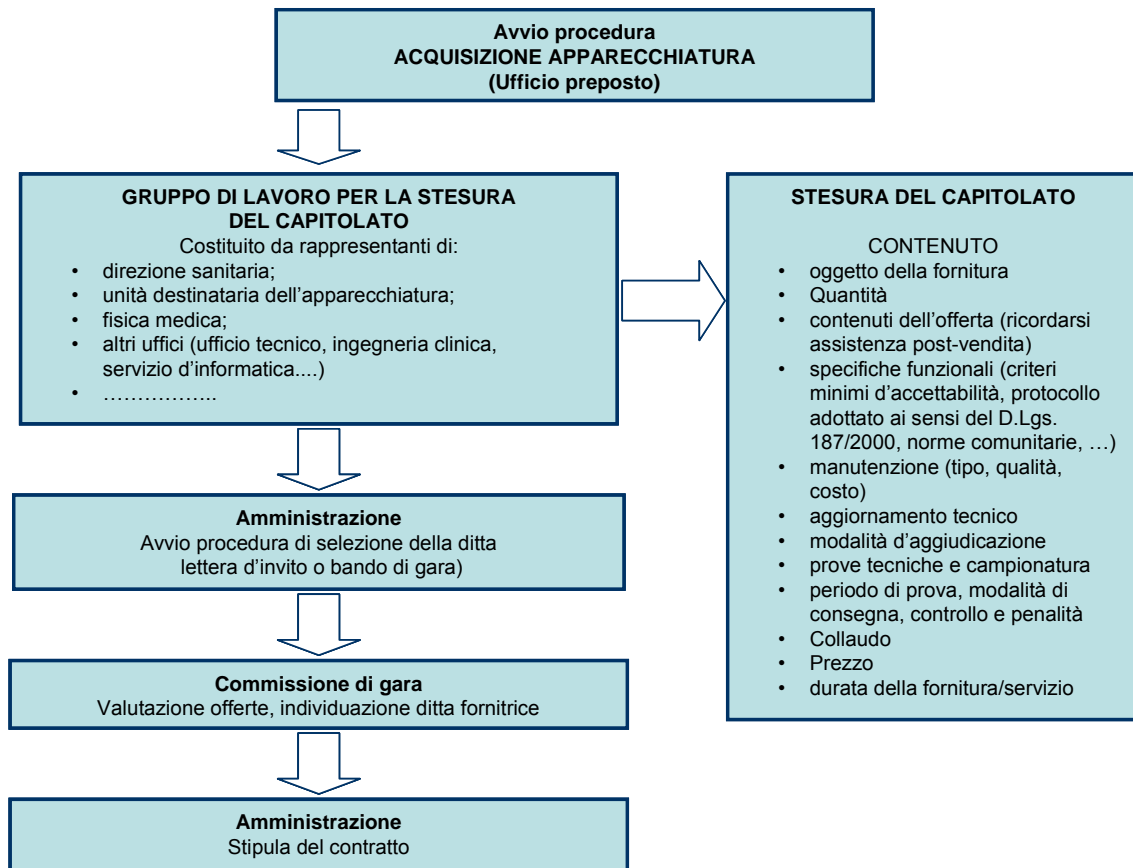 Avvio procedura
ACQUISIZIONE APPARECCHIATURA
(Ufficio preposto)
GRUPPO DI LAVORO PER LA STESURA
DEL CAPITOLATO
Costituito da rappresentanti di:
• direzione sanitaria;
• unità destinataria dell'apparecchiatura;
• fisica medica;
• altri uffici (ufficio tecnico, ingegneria clinica,
servizio d'informatica....)
• ……………..
STESURA DEL CAPITOLATO
CONTENUTO
• oggetto della fornitura
• Quantità
• contenuti dell'offerta (ricordarsi
assistenza post-vendita)
• specifiche funzionali (criteri
minimi d'accettabilità, protocollo
adottato ai sensi del D.Lgs.
187/2000, norme comunitarie, …)
• manutenzione (tipo, qualità,
costo)
• aggiornamento tecnico
• modalità d'aggiudicazione
• prove tecniche e campionatura
• periodo di prova, modalità di
consegna, controllo e penalità
• Collaudo
• Prezzo
• durata della fornitura/servizio
Amministrazione
Avvio procedura di selezione della ditta
lettera d'invito o bando di gara)
Commissione di gara
Valutazione offerte, individuazione ditta fornitrice
Amministrazione
Stipula del contratto